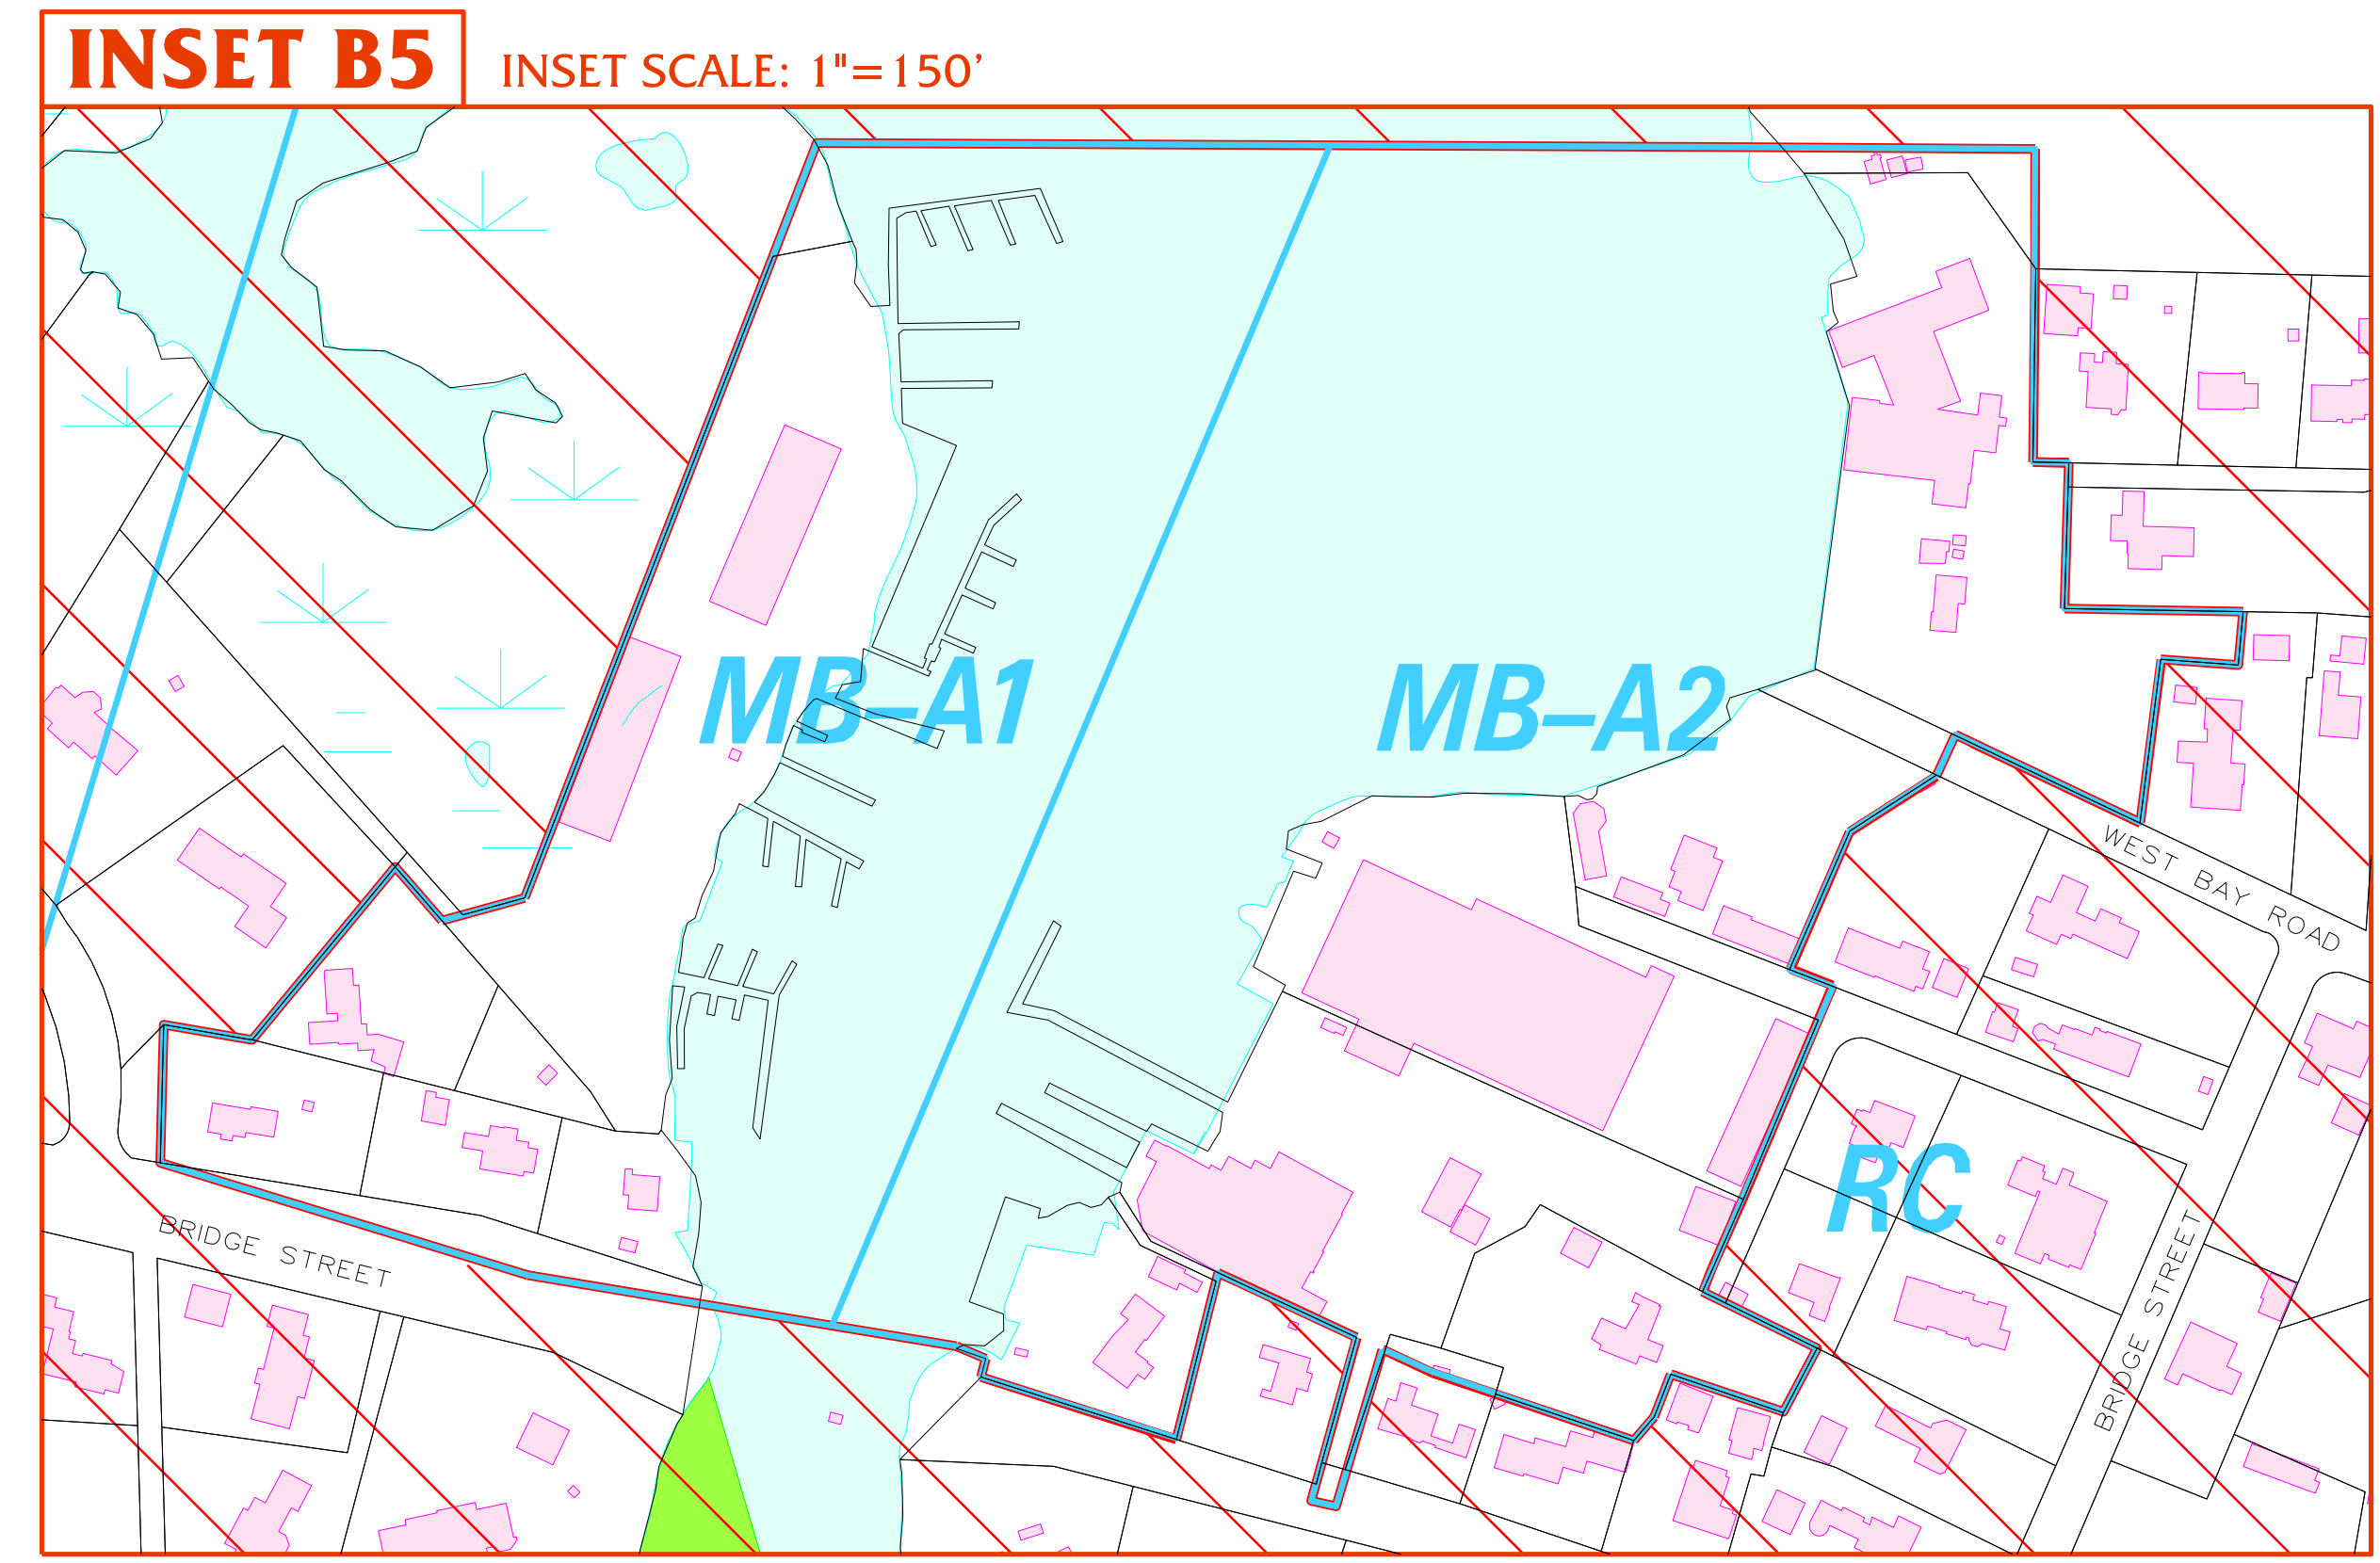 INSET B5
INSET SCALE: 1"=150'
MB-A1
MB-A2
WEST BAY ROAD
RC
BRIDGE STREET
BRIDGE STREET